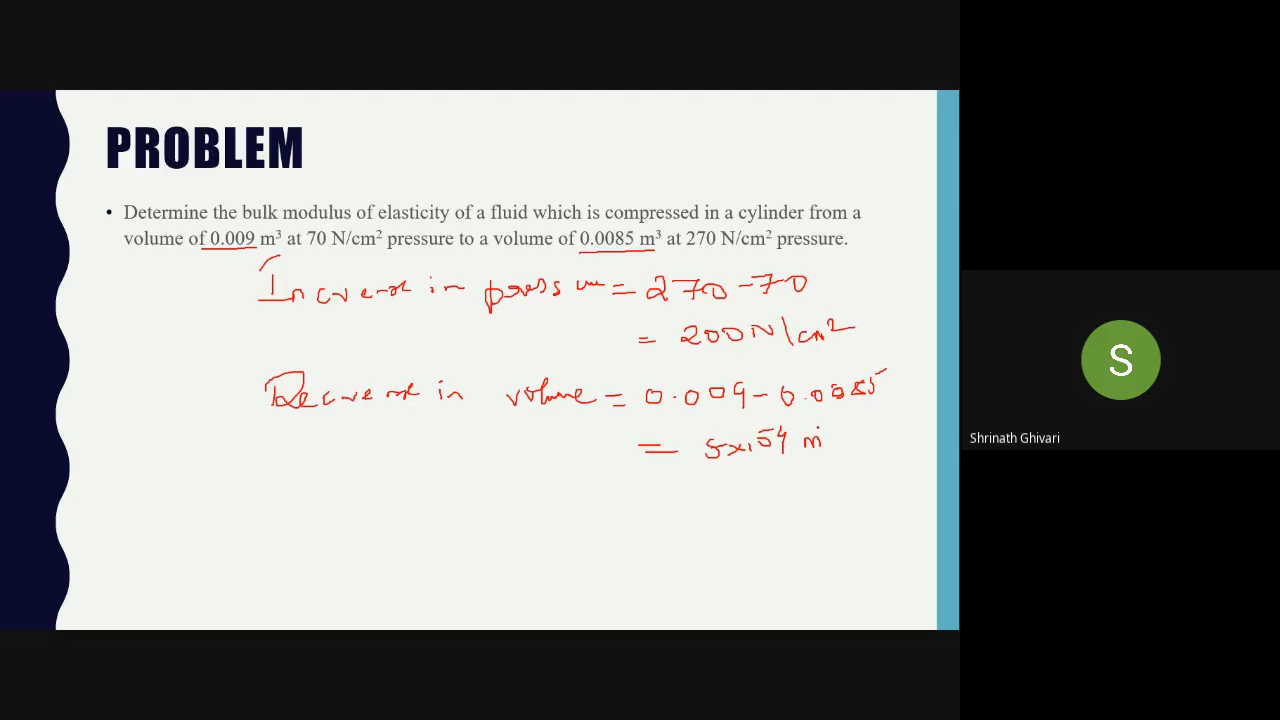 PROBLEM
• Determine the bulk modulus of elasticity of a fluid which is compressed in a cylinder from a
volume of 0.009 m³ at 70 N/cm² pressure to a volume of 0.0085 m³ at 270 N/cm² pressure.
Increase in pressure = 270 - 70
= 200 N/cm²
Decrease in volume = 0.009 - 0.0085
= 5×10⁻⁴ m
S
Shrinath Ghivari